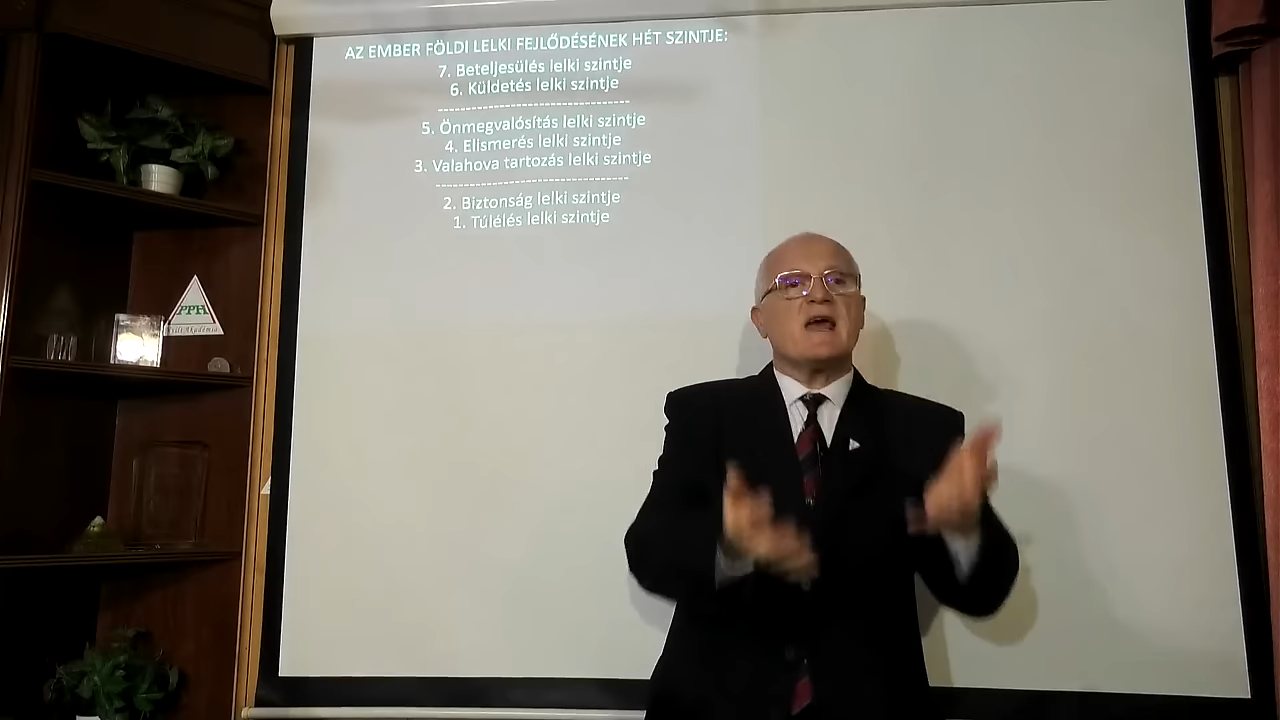 AZ EMBER FÖLDI LELKI FEJLŐDÉSÉNEK HÉT SZINTJE:
7. Beteljesülés lelki szintje
6. Küldetés lelki szintje
----------------------------------
5. Önmegvalósítás lelki szintje
4. Elismerés lelki szintje
3. Valahova tartozás lelki szintje
----------------------------------
2. Biztonság lelki szintje
1. Túlélés lelki szintje
PPH